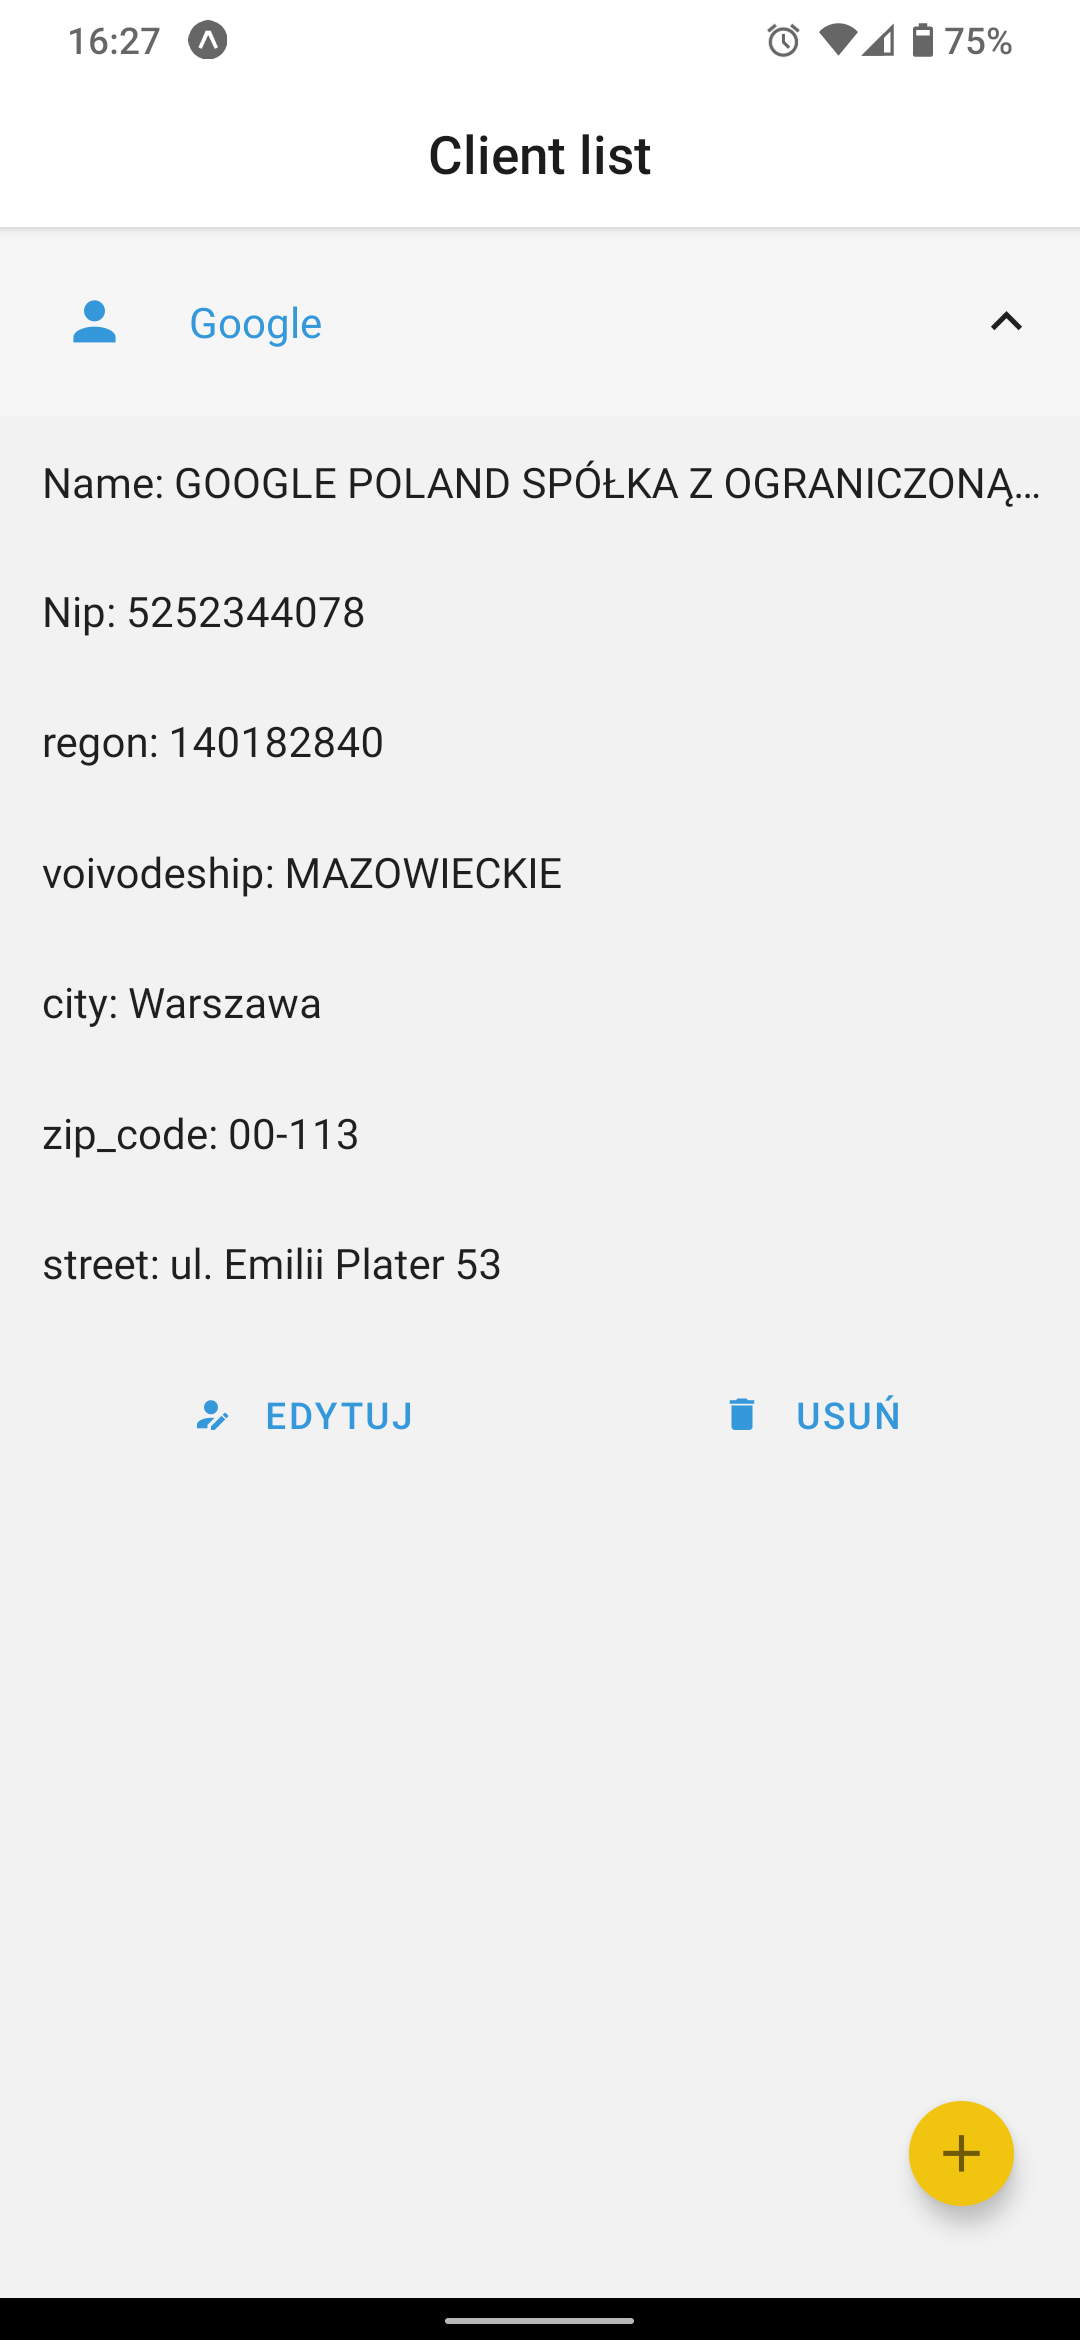 16:27 75%
Client list
Google
Name: GOOGLE POLAND SPÓŁKA Z OGRANICZONĄ...
Nip: 5252344078
regon: 140182840
voivodeship: MAZOWIECKIE
city: Warszawa
zip_code: 00-113
street: ul. Emilii Plater 53
EDYTUJ USUŃ